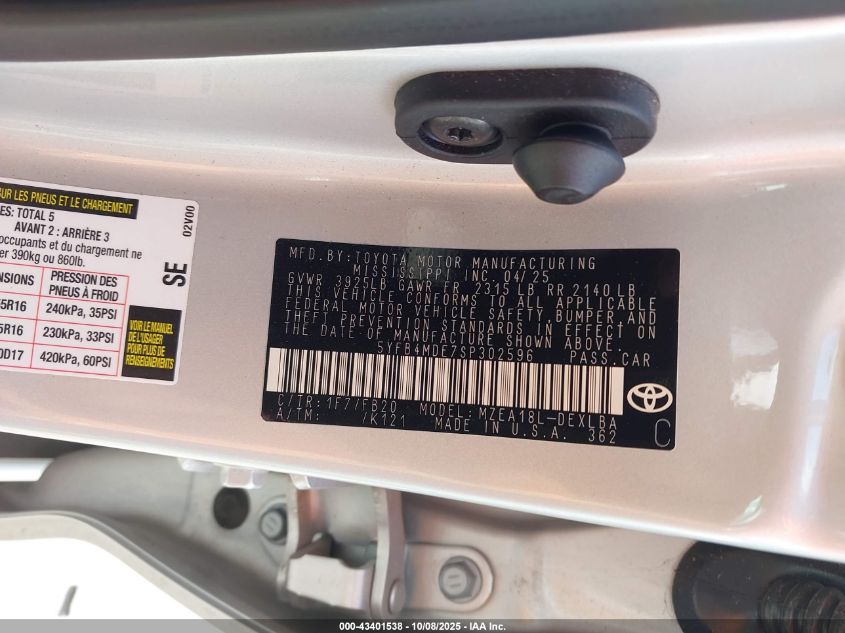 UR LES PNEUS ET LE CHARGEMENT
ES: TOTAL 5
AVANT 2 : ARRIÈRE 3
occupants et du chargement ne
er 390kg ou 860lb.
02V00
SE
NSIONS PRESSION DES PNEUS À FROID
5R16 240kPa, 35PSI
5R16 230kPa, 33PSI
0D17 420kPa, 60PSI
VOIR LE MANUEL
DE L'USAGER
POUR PLUS DE
RENSEIGNEMENTS
MFD. BY: TOYOTA MOTOR MANUFACTURING
MISSISSIPPI INC. 04/25
GVWR 3925LB GAWR FR 2315 LB RR 2140 LB
THIS VEHICLE CONFORMS TO ALL APPLICABLE
FEDERAL MOTOR VEHICLE SAFETY, BUMPER, AND
THEFT PREVENTION STANDARDS IN EFFECT ON
THE DATE OF MANUFACTURE SHOWN ABOVE.
5YFB4MDE7SP302596 PASS.CAR
C/TR: 1F7/FB20 MODEL: MZEA18L-DEXLBA
A/TM: /K121 MADE IN U.S.A. 362
C
000-43401538 - 10/08/2025 - IAA Inc.